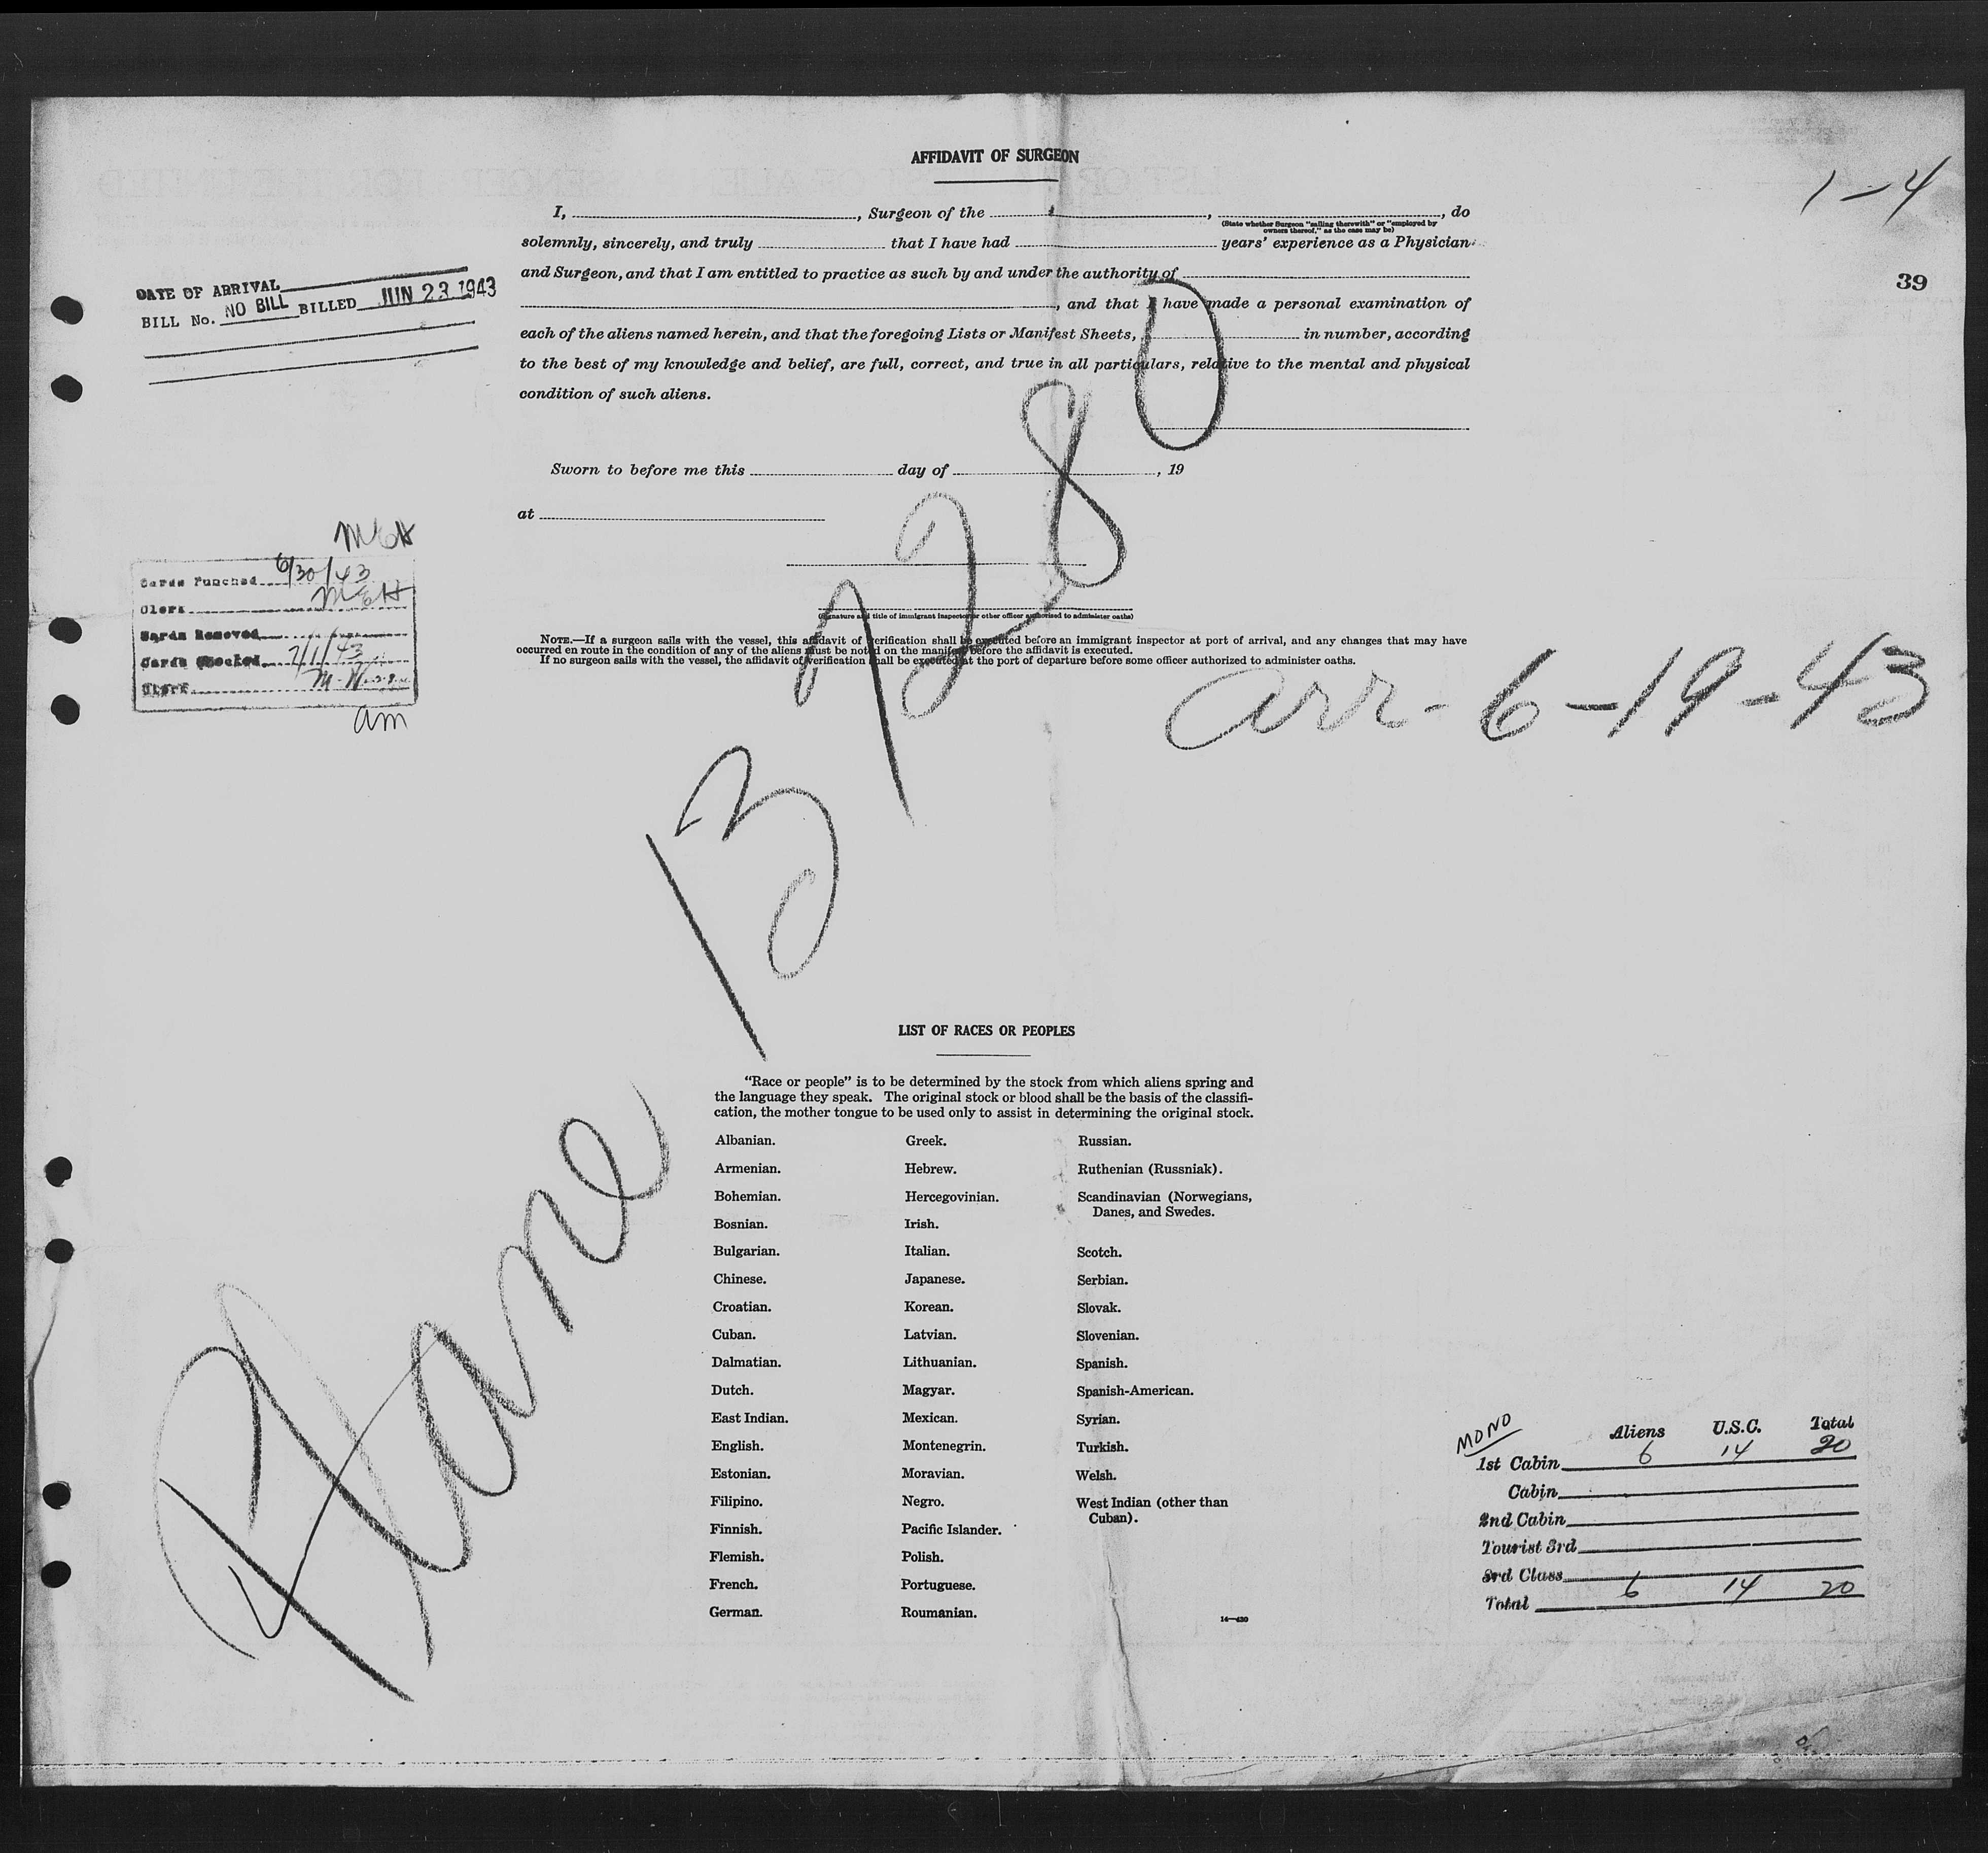 AFFIDAVIT OF SURGEON
1-4
I, , Surgeon of the , , do
(State whether Surgeon "sailing therewith" or "employed by
owners thereof," as the case may be)
solemnly, sincerely, and truly that I have had years' experience as a Physician
and Surgeon, and that I am entitled to practice as such by and under the authority of
39
, and that I have made a personal examination of
each of the aliens named herein, and that the foregoing Lists or Manifest Sheets, in number, according
to the best of my knowledge and belief, are full, correct, and true in all particulars, relative to the mental and physical
condition of such aliens.
DATE OF ARRIVAL
BILL No. NO BILL BILLED JUN 23 1943
Sworn to before me this day of , 19
at
(Signature and title of immigrant inspector or other officer authorized to administer oaths)
NOTE.—If a surgeon sails with the vessel, this affidavit of verification shall be executed before an immigrant inspector at port of arrival, and any changes that may have
occurred en route in the condition of any of the aliens must be noted on the manifest before the affidavit is executed.
If no surgeon sails with the vessel, the affidavit of verification shall be executed at the port of departure before some officer authorized to administer oaths.
MEH
Cards Punched 6/30/43
Clerk MEH
Cards Removed
Cards Checked 7/1/43
Clerk
am
arr - 6-19-43
Plane B 7280
LIST OF RACES OR PEOPLES
"Race or people" is to be determined by the stock from which aliens spring and
the language they speak. The original stock or blood shall be the basis of the classifi-
cation, the mother tongue to be used only to assist in determining the original stock.
Albanian.
Armenian.
Bohemian.
Bosnian.
Bulgarian.
Chinese.
Croatian.
Cuban.
Dalmatian.
Dutch.
East Indian.
English.
Estonian.
Filipino.
Finnish.
Flemish.
French.
German.
Greek.
Hebrew.
Hercegovinian.
Irish.
Italian.
Japanese.
Korean.
Latvian.
Lithuanian.
Magyar.
Mexican.
Montenegrin.
Moravian.
Negro.
Pacific Islander.
Polish.
Portuguese.
Roumanian.
Russian.
Ruthenian (Russniak).
Scandinavian (Norwegians,
Danes, and Swedes.
Scotch.
Serbian.
Slovak.
Slovenian.
Spanish.
Spanish-American.
Syrian.
Turkish.
Welsh.
West Indian (other than
Cuban).
14—430
MONO
Aliens U.S.C. Total
1st Cabin 6 14 20
Cabin
2nd Cabin
Tourist 3rd
3rd Class
Total 6 14 20